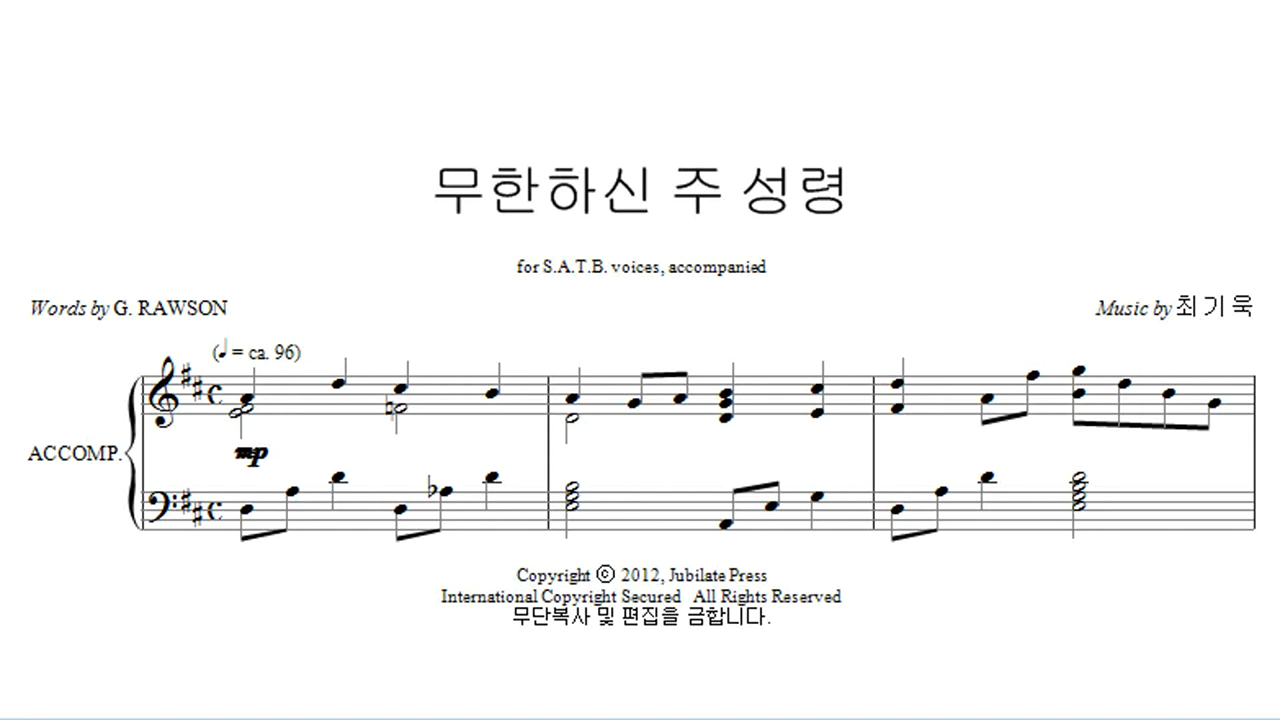 무한하신 주 성령
for S.A.T.B. voices, accompanied
Words by G. RAWSON
Music by 최 기 욱
(♩ = ca. 96)
ACCOMP.
mp
Copyright ⓒ 2012, Jubilate Press
International Copyright Secured All Rights Reserved
무단복사 및 편집을 금합니다.